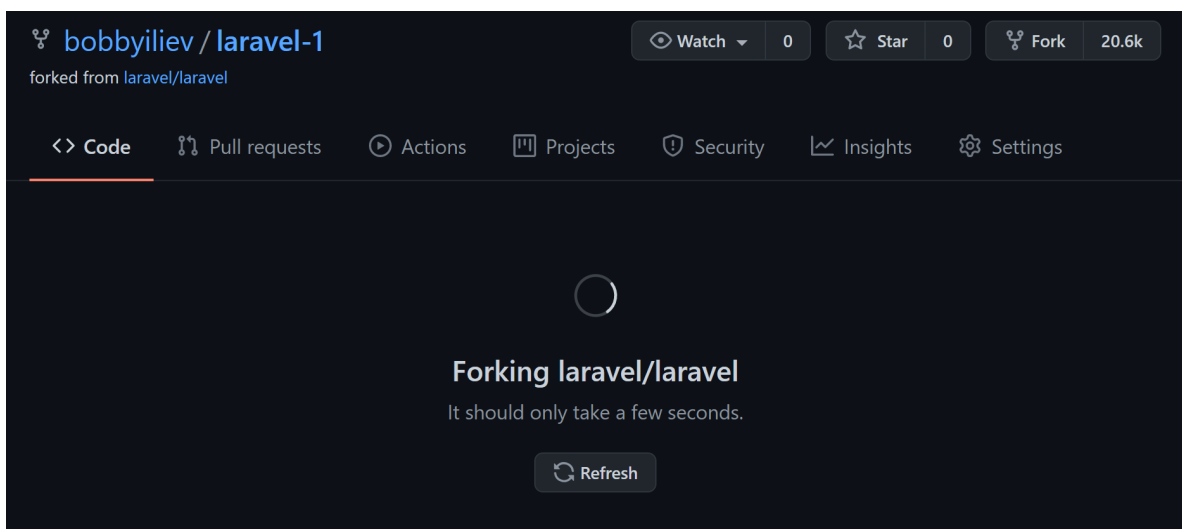 bobbyiliev / laravel-1 Watch 0 Star 0 Fork 20.6k
forked from laravel/laravel
<> Code Pull requests Actions Projects Security Insights Settings
Forking laravel/laravel
It should only take a few seconds.
Refresh